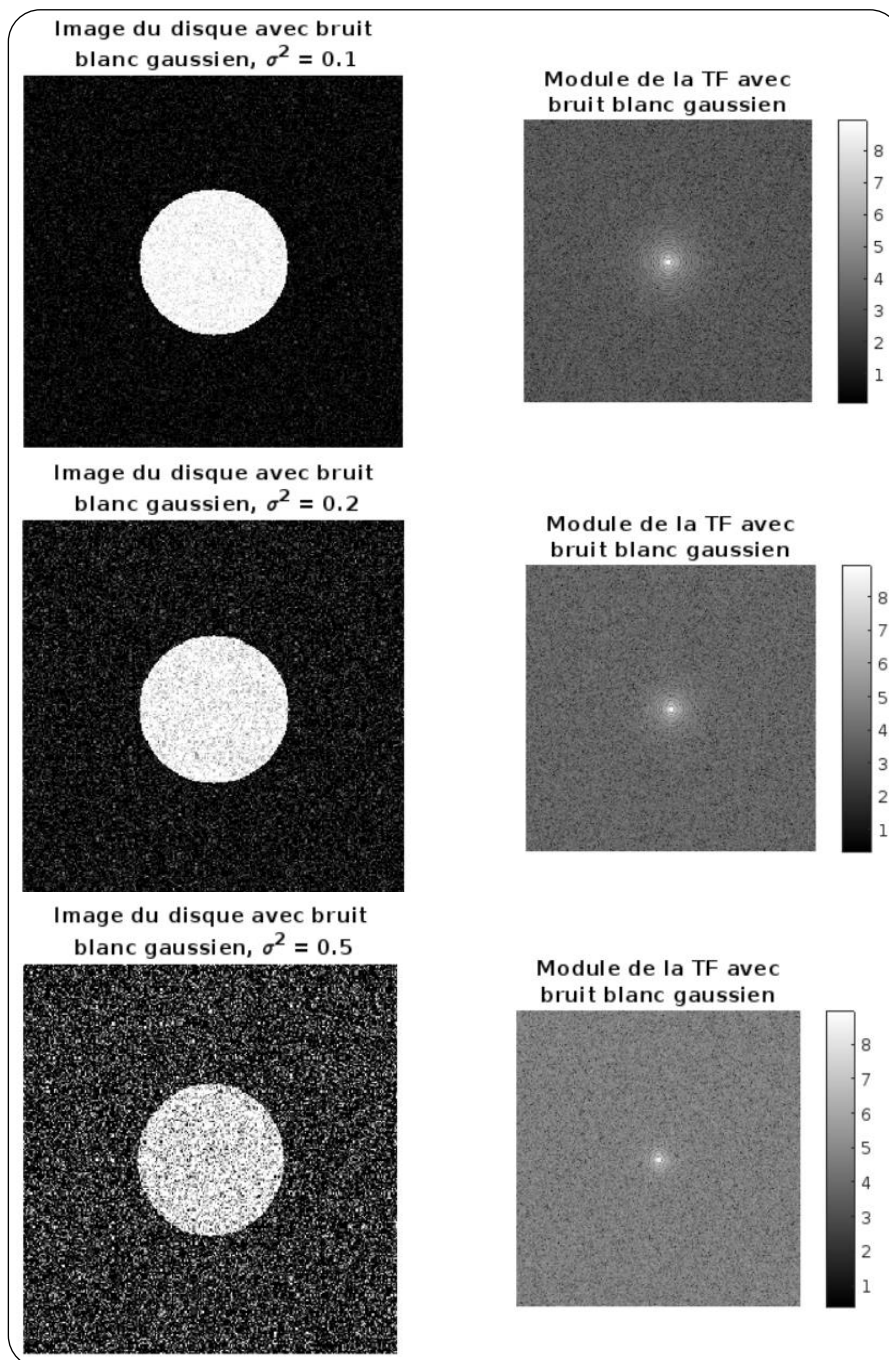 Image du disque avec bruit
blanc gaussien, σ² = 0.1
Module de la TF avec
bruit blanc gaussien
8
7
6
5
4
3
2
1
Image du disque avec bruit
blanc gaussien, σ² = 0.2
Module de la TF avec
bruit blanc gaussien
8
7
6
5
4
3
2
1
Image du disque avec bruit
blanc gaussien, σ² = 0.5
Module de la TF avec
bruit blanc gaussien
8
7
6
5
4
3
2
1